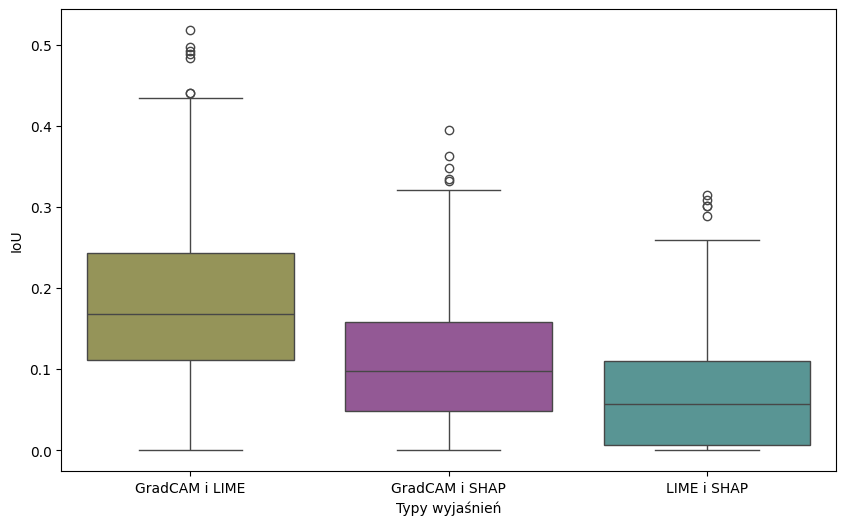 0.5
0.4
0.3
0.2
0.1
0.0
IoU
GradCAM i LIME
GradCAM i SHAP
LIME i SHAP
Typy wyjaśnień